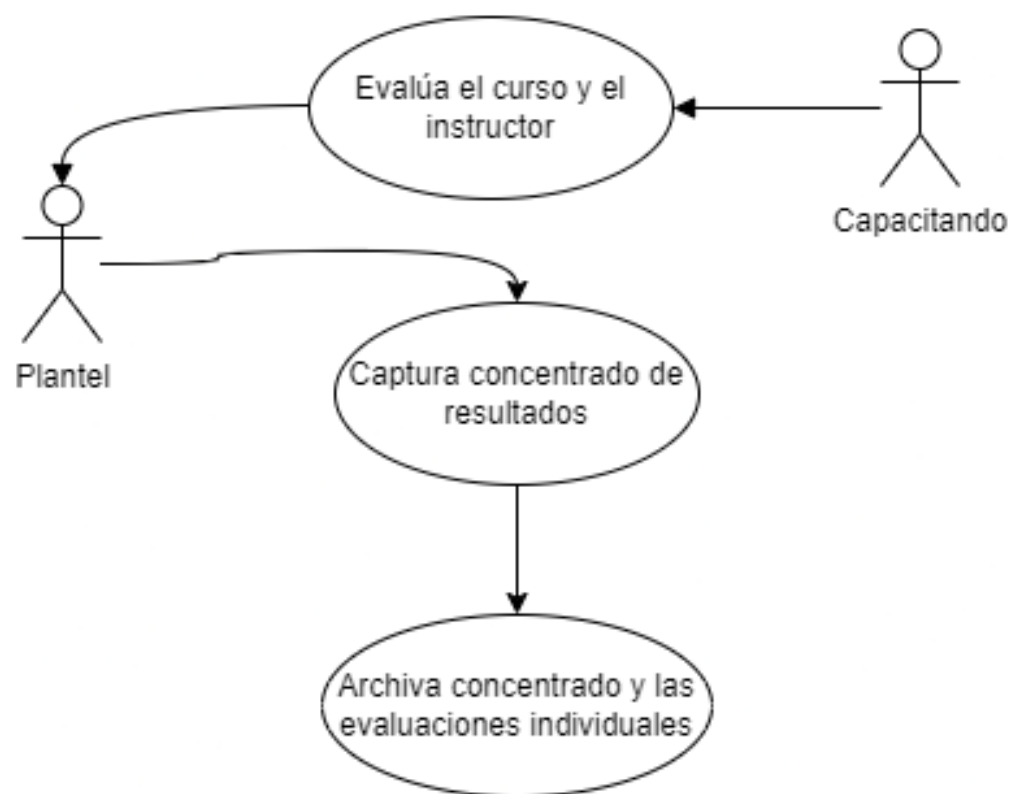 Evalúa el curso y el
instructor
Capacitando
Plantel
Captura concentrado de
resultados
Archiva concentrado y las
evaluaciones individuales